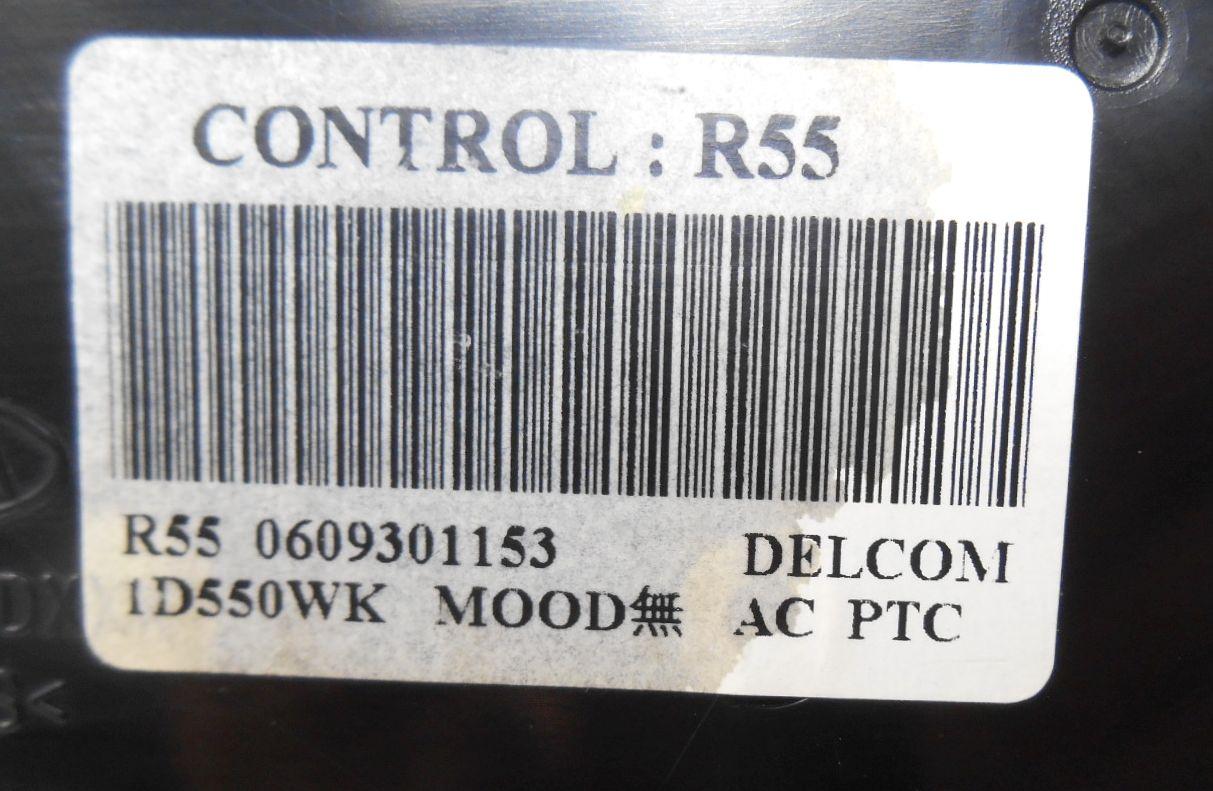 CONTROL : R55
R55 0609301153 DELCOM
1D550WK MOOD無 AC PTC